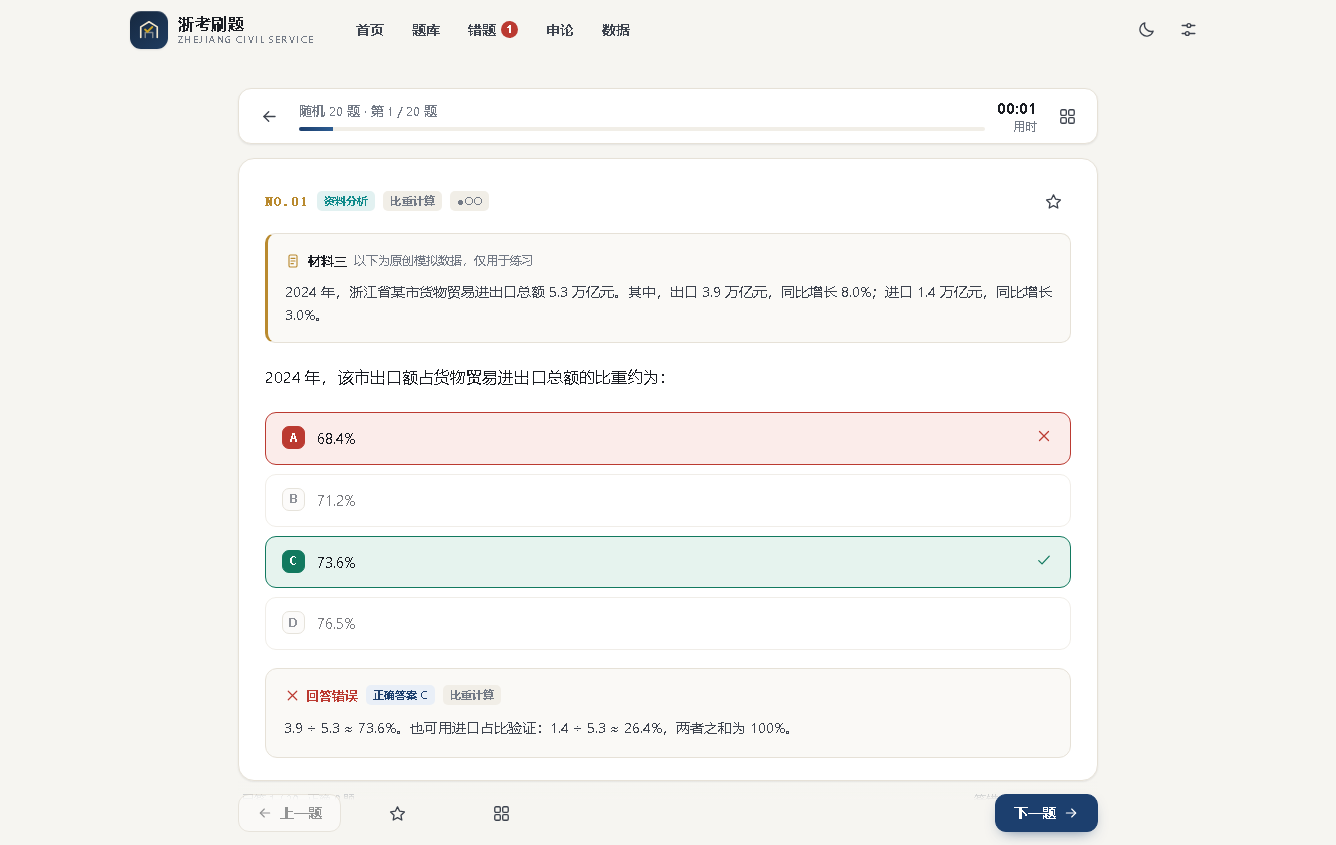 浙考刷题
ZHEJIANG CIVIL SERVICE
首页 题库 错题 1 申论 数据
随机 20 题 · 第 1 / 20 题
00:01
用时
NO.01 资料分析 比重计算 ●○○
材料三 以下为原创模拟数据，仅用于练习
2024 年，浙江省某市货物贸易进出口总额 5.3 万亿元。其中，出口 3.9 万亿元，同比增长 8.0%；进口 1.4 万亿元，同比增长
3.0%。
2024 年，该市出口额占货物贸易进出口总额的比重约为：
A 68.4%
B 71.2%
C 73.6%
D 76.5%
回答错误 正确答案 C 比重计算
3.9 ÷ 5.3 ≈ 73.6%。也可用进口占比验证：1.4 ÷ 5.3 ≈ 26.4%，两者之和为 100%。
← 上一题
下一题 →